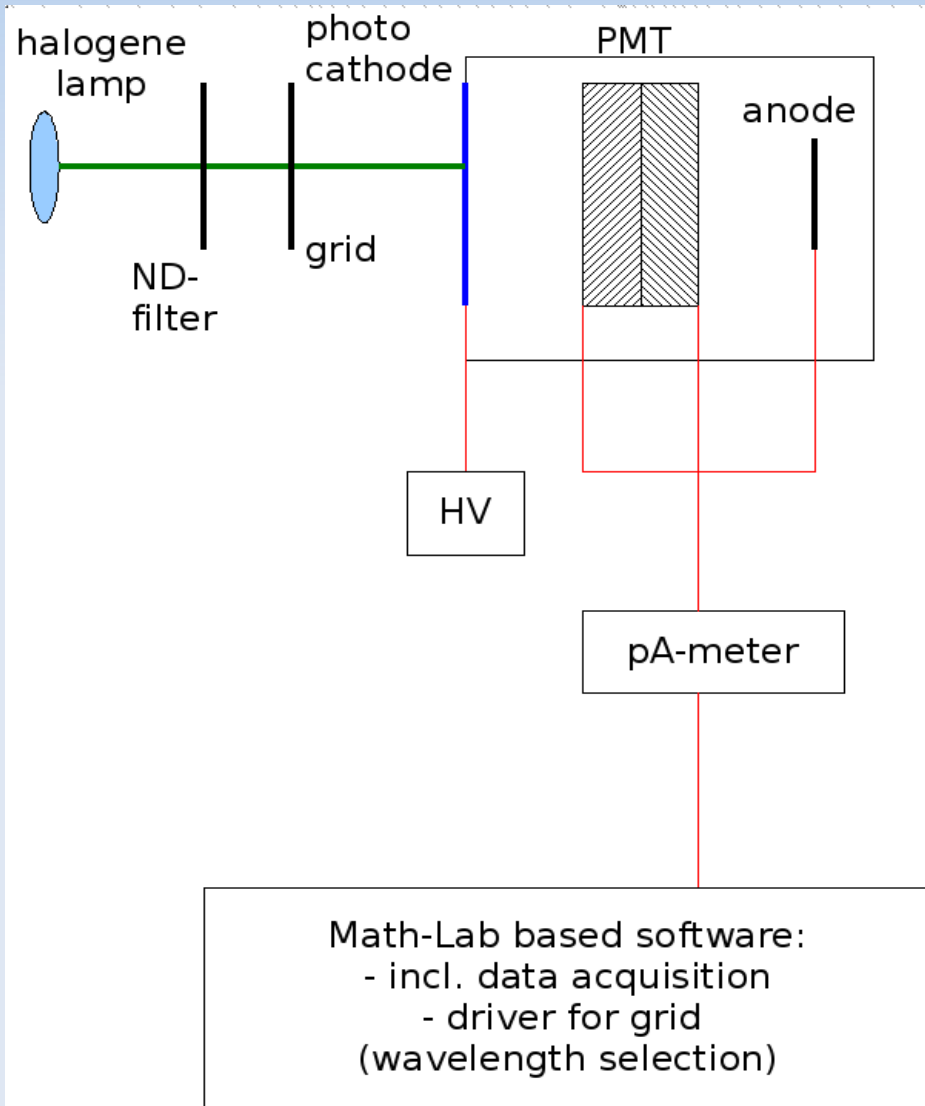 halogene
lamp
photo
cathode
PMT
anode
grid
ND-
filter
HV
pA-meter
Math-Lab based software:
- incl. data acquisition
- driver for grid
(wavelength selection)